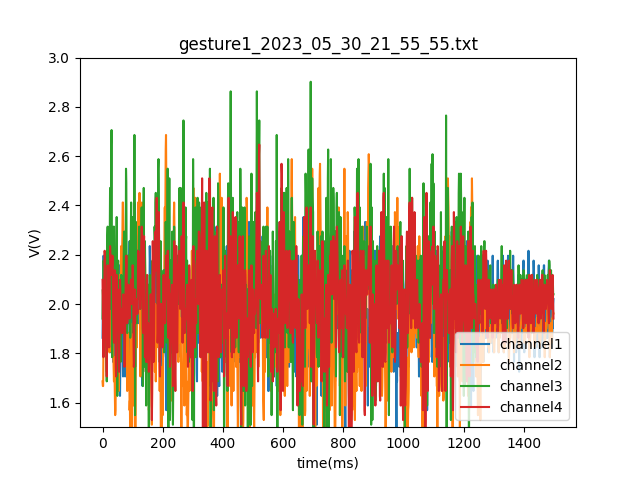 gesture1_2023_05_30_21_55_55.txt
3.0
2.8
2.6
2.4
2.2
2.0
1.8
1.6
V(V)
channel1
channel2
channel3
channel4
0 200 400 600 800 1000 1200 1400
time(ms)